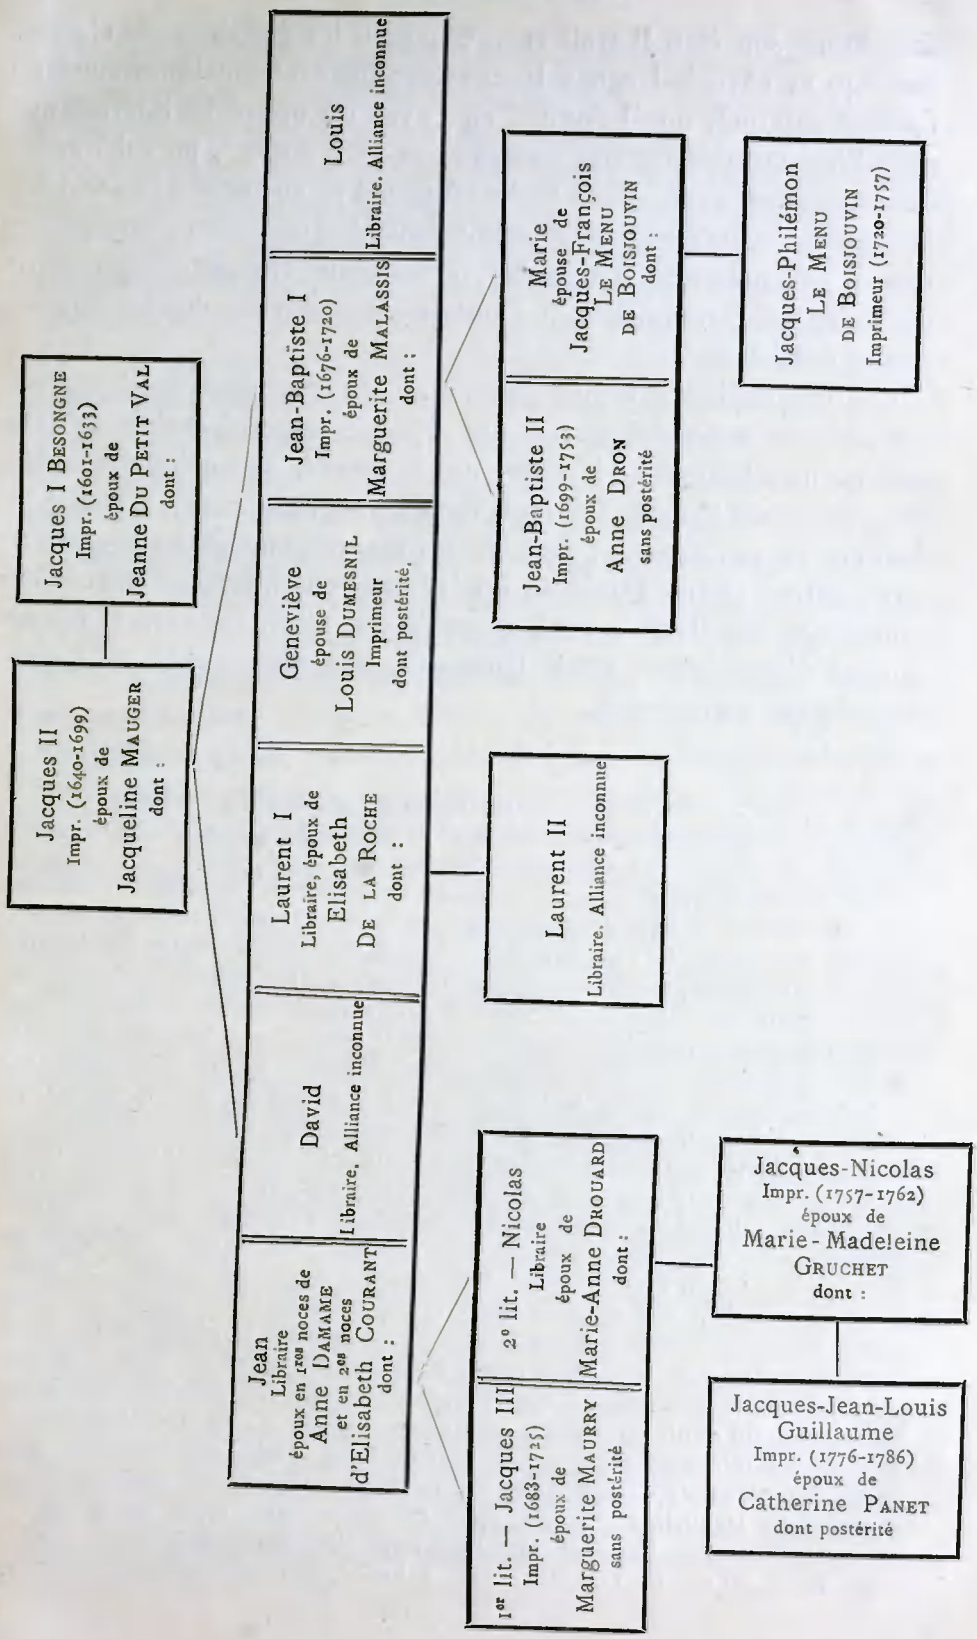 Jacques I BESONGNE
Impr. (1601-1633)
époux de
Jeanne DU PETIT VAL
dont :
Jacques II
Impr. (1640-1699)
époux de
Jacqueline MAUGER
dont :
Jean
Libraire
époux en 1res noces de
Anne DAMAME
et en 2es noces
d'Elisabeth COURANT
dont :
David
Libraire. Alliance inconnue
Laurent I
Libraire, époux de
Elisabeth
DE LA ROCHE
dont :
Geneviève
épouse de
Louis DUMESNIL
Imprimeur
dont postérité.
Jean-Baptiste I
Impr. (1676-1720)
époux de
Marguerite MALASSIS
dont :
Louis
Libraire. Alliance inconnue
1er lit. — Jacques III
Impr. (1683-1725)
époux de
Marguerite MAURRY
sans postérité
2e lit. — Nicolas
Libraire
époux de
Marie-Anne DROUARD
dont :
Laurent II
Libraire. Alliance inconnue
Jean-Baptiste II
Impr. (1699-1753)
époux de
Anne DRON
sans postérité
Marie
épouse de
Jacques-François
LE MENU
DE BOISJOUVIN
dont :
Jacques-Philémon
LE MENU
DE BOISJOUVIN
Imprimeur (1720-1757)
Jacques-Nicolas
Impr. (1757-1762)
époux de
Marie-Madeleine
GRUCHET
dont :
Jacques-Jean-Louis
Guillaume
Impr. (1776-1786)
époux de
Catherine PANET
dont postérité